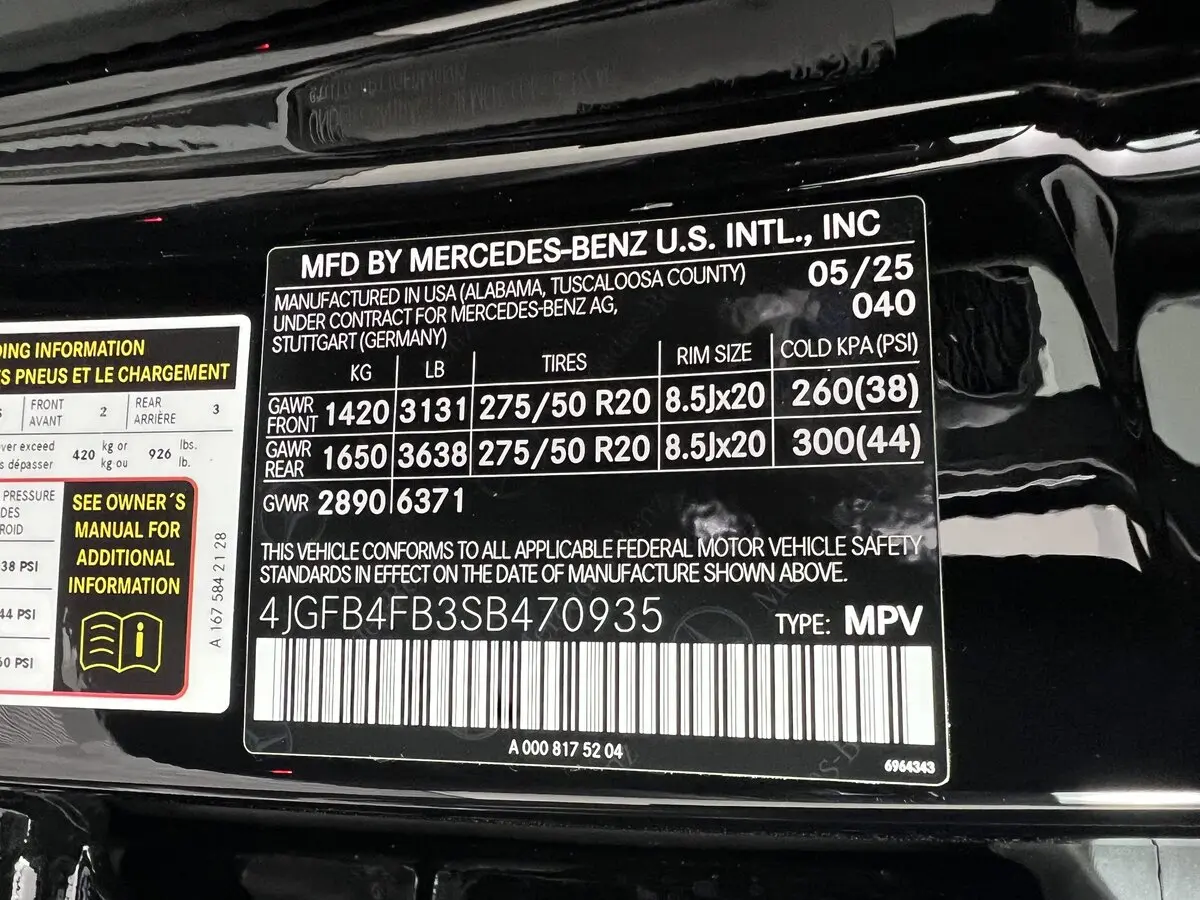 DING INFORMATION
S PNEUS ET LE CHARGEMENT
FRONT AVANT 2 REAR ARRIÈRE 3
ver exceed 420 kg or 926 lbs.
s dépasser kg ou lb.
PRESSURE
DES
ROID
38 PSI
44 PSI
60 PSI
SEE OWNER´S
MANUAL FOR
ADDITIONAL
INFORMATION
A 167 584 21 28
MFD BY MERCEDES-BENZ U.S. INTL., INC
MANUFACTURED IN USA (ALABAMA, TUSCALOOSA COUNTY) 05/25
UNDER CONTRACT FOR MERCEDES-BENZ AG, 040
STUTTGART (GERMANY)
KG LB TIRES RIM SIZE COLD KPA (PSI)
GAWR FRONT 1420 3131 275/50 R20 8.5Jx20 260(38)
GAWR REAR 1650 3638 275/50 R20 8.5Jx20 300(44)
GVWR 2890 6371
THIS VEHICLE CONFORMS TO ALL APPLICABLE FEDERAL MOTOR VEHICLE SAFETY
STANDARDS IN EFFECT ON THE DATE OF MANUFACTURE SHOWN ABOVE.
4JGFB4FB3SB470935 TYPE: MPV
A 000 817 52 04
6964343